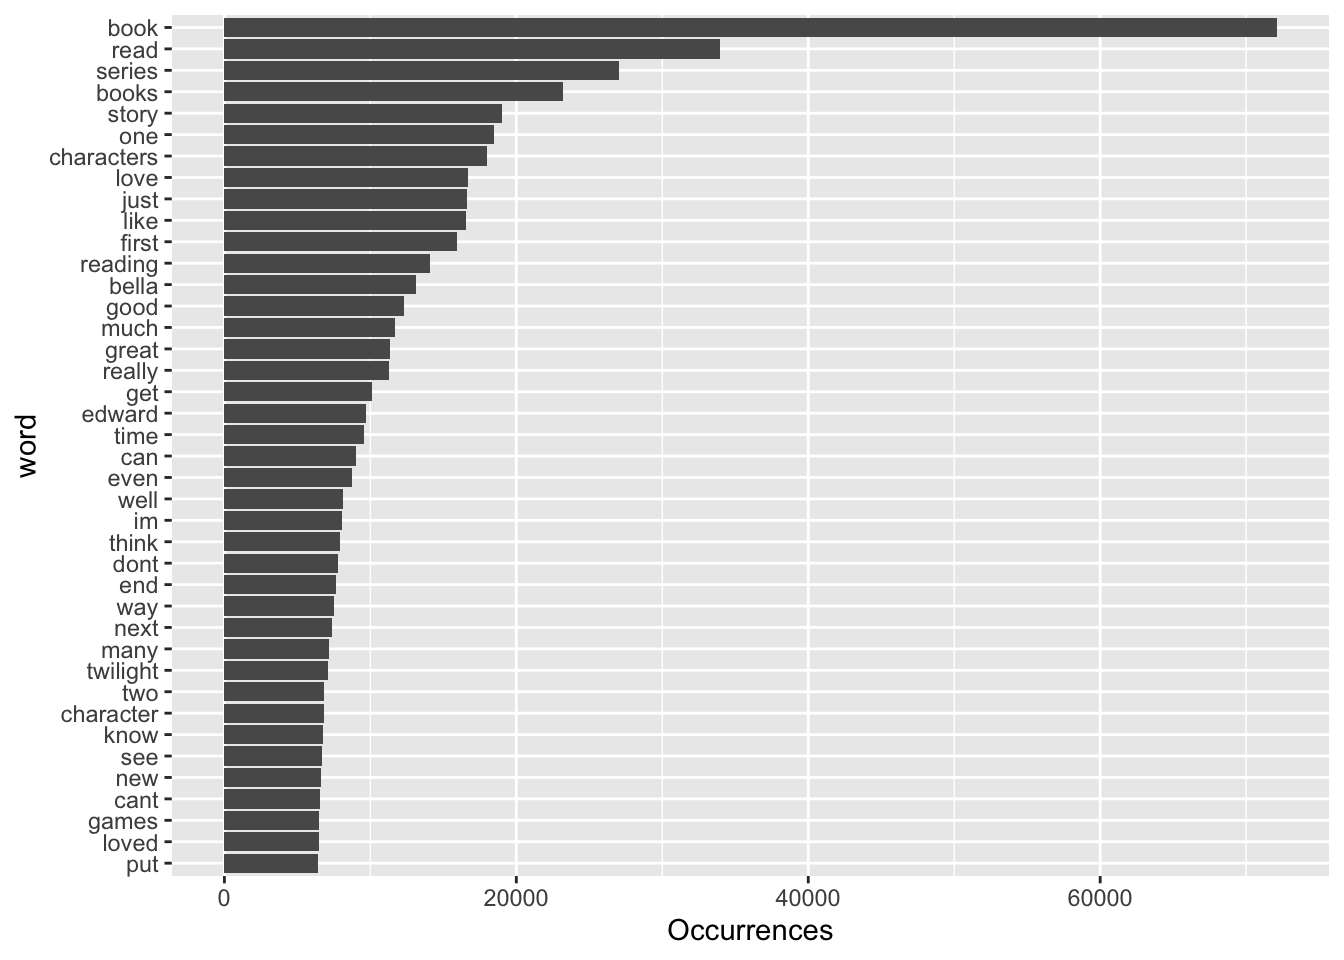 book
read
series
books
story
one
characters
love
just
like
first
reading
bella
good
much
great
really
get
edward
time
can
even
well
im
think
dont
end
way
next
many
twilight
two
character
know
see
new
cant
games
loved
put
word
0 20000 40000 60000
Occurrences